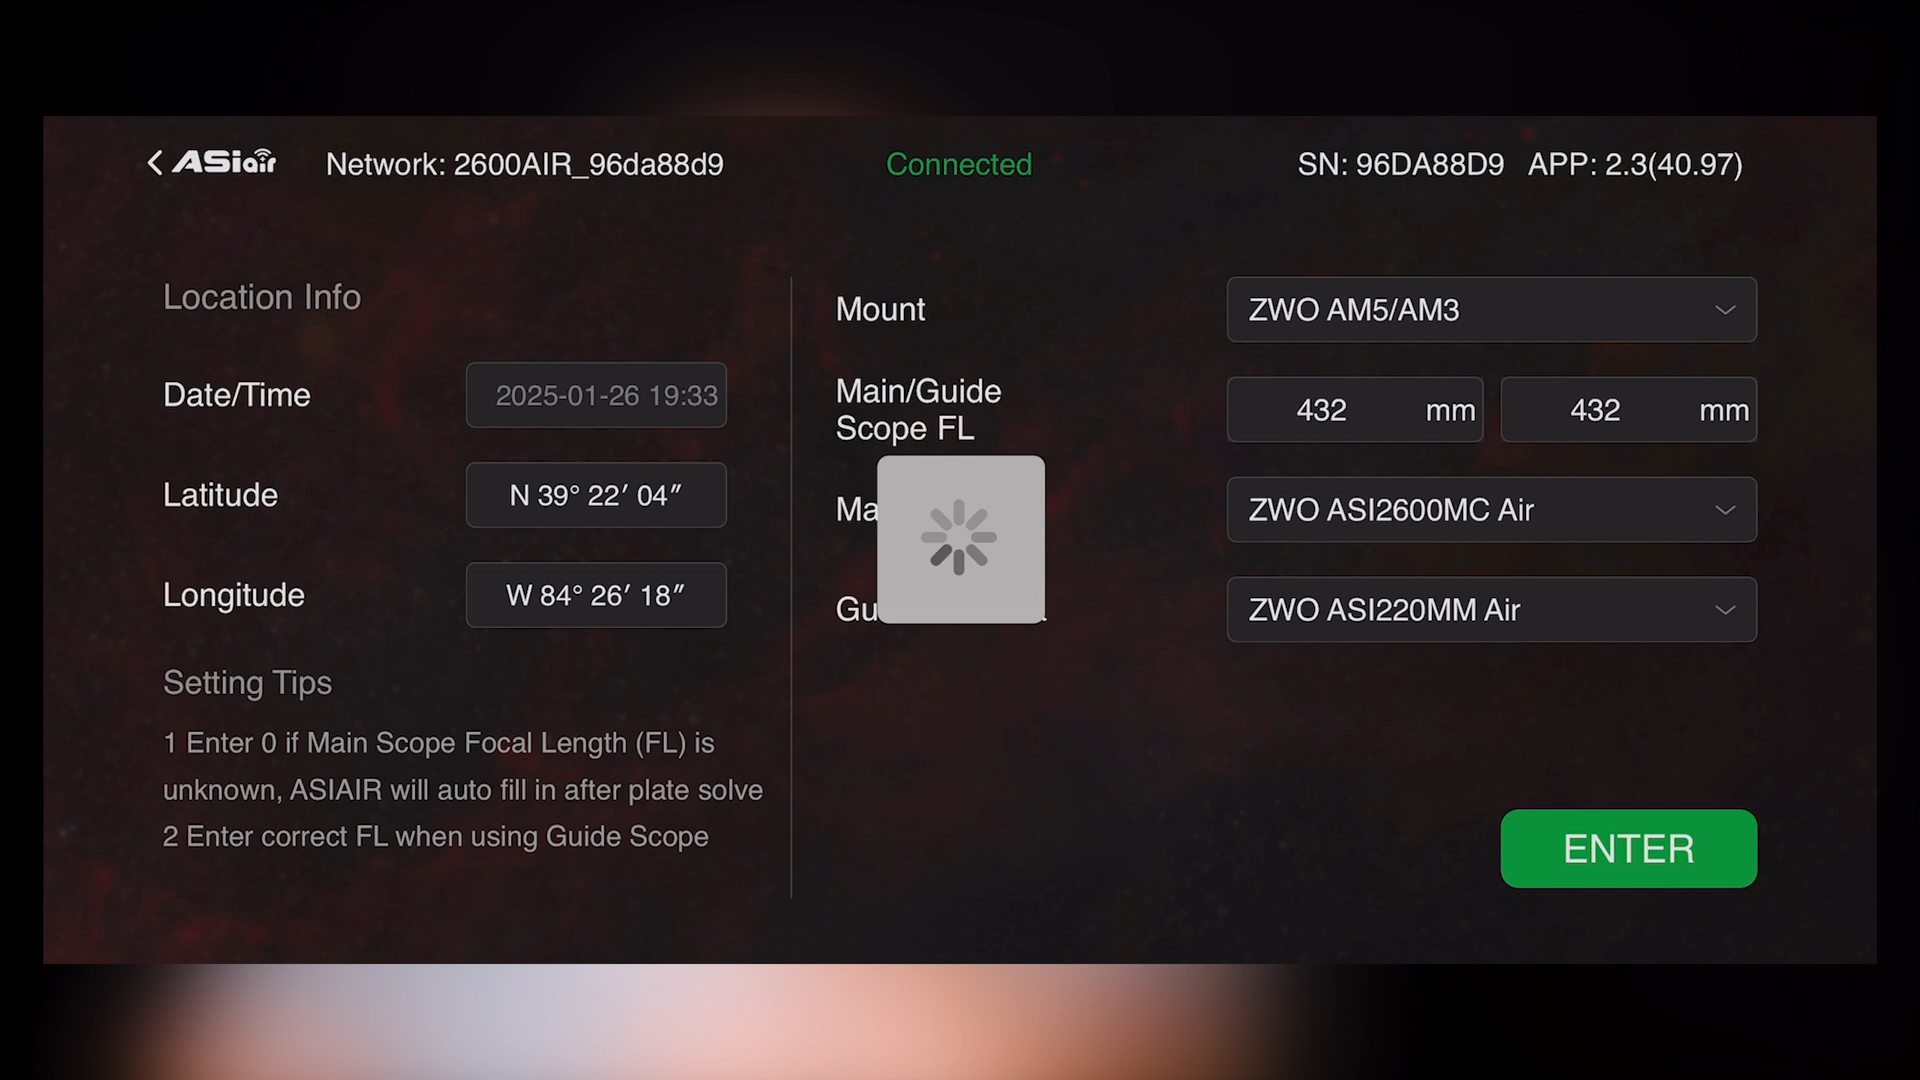 ASiair Network: 2600AIR_96da88d9 Connected SN: 96DA88D9 APP: 2.3(40.97)
Location Info
Date/Time 2025-01-26 19:33
Latitude N 39° 22′ 04″
Longitude W 84° 26′ 18″
Setting Tips
1 Enter 0 if Main Scope Focal Length (FL) is
unknown, ASIAIR will auto fill in after plate solve
2 Enter correct FL when using Guide Scope
Mount ZWO AM5/AM3
Main/Guide
Scope FL 432 mm 432 mm
ZWO ASI2600MC Air
ZWO ASI220MM Air
ENTER